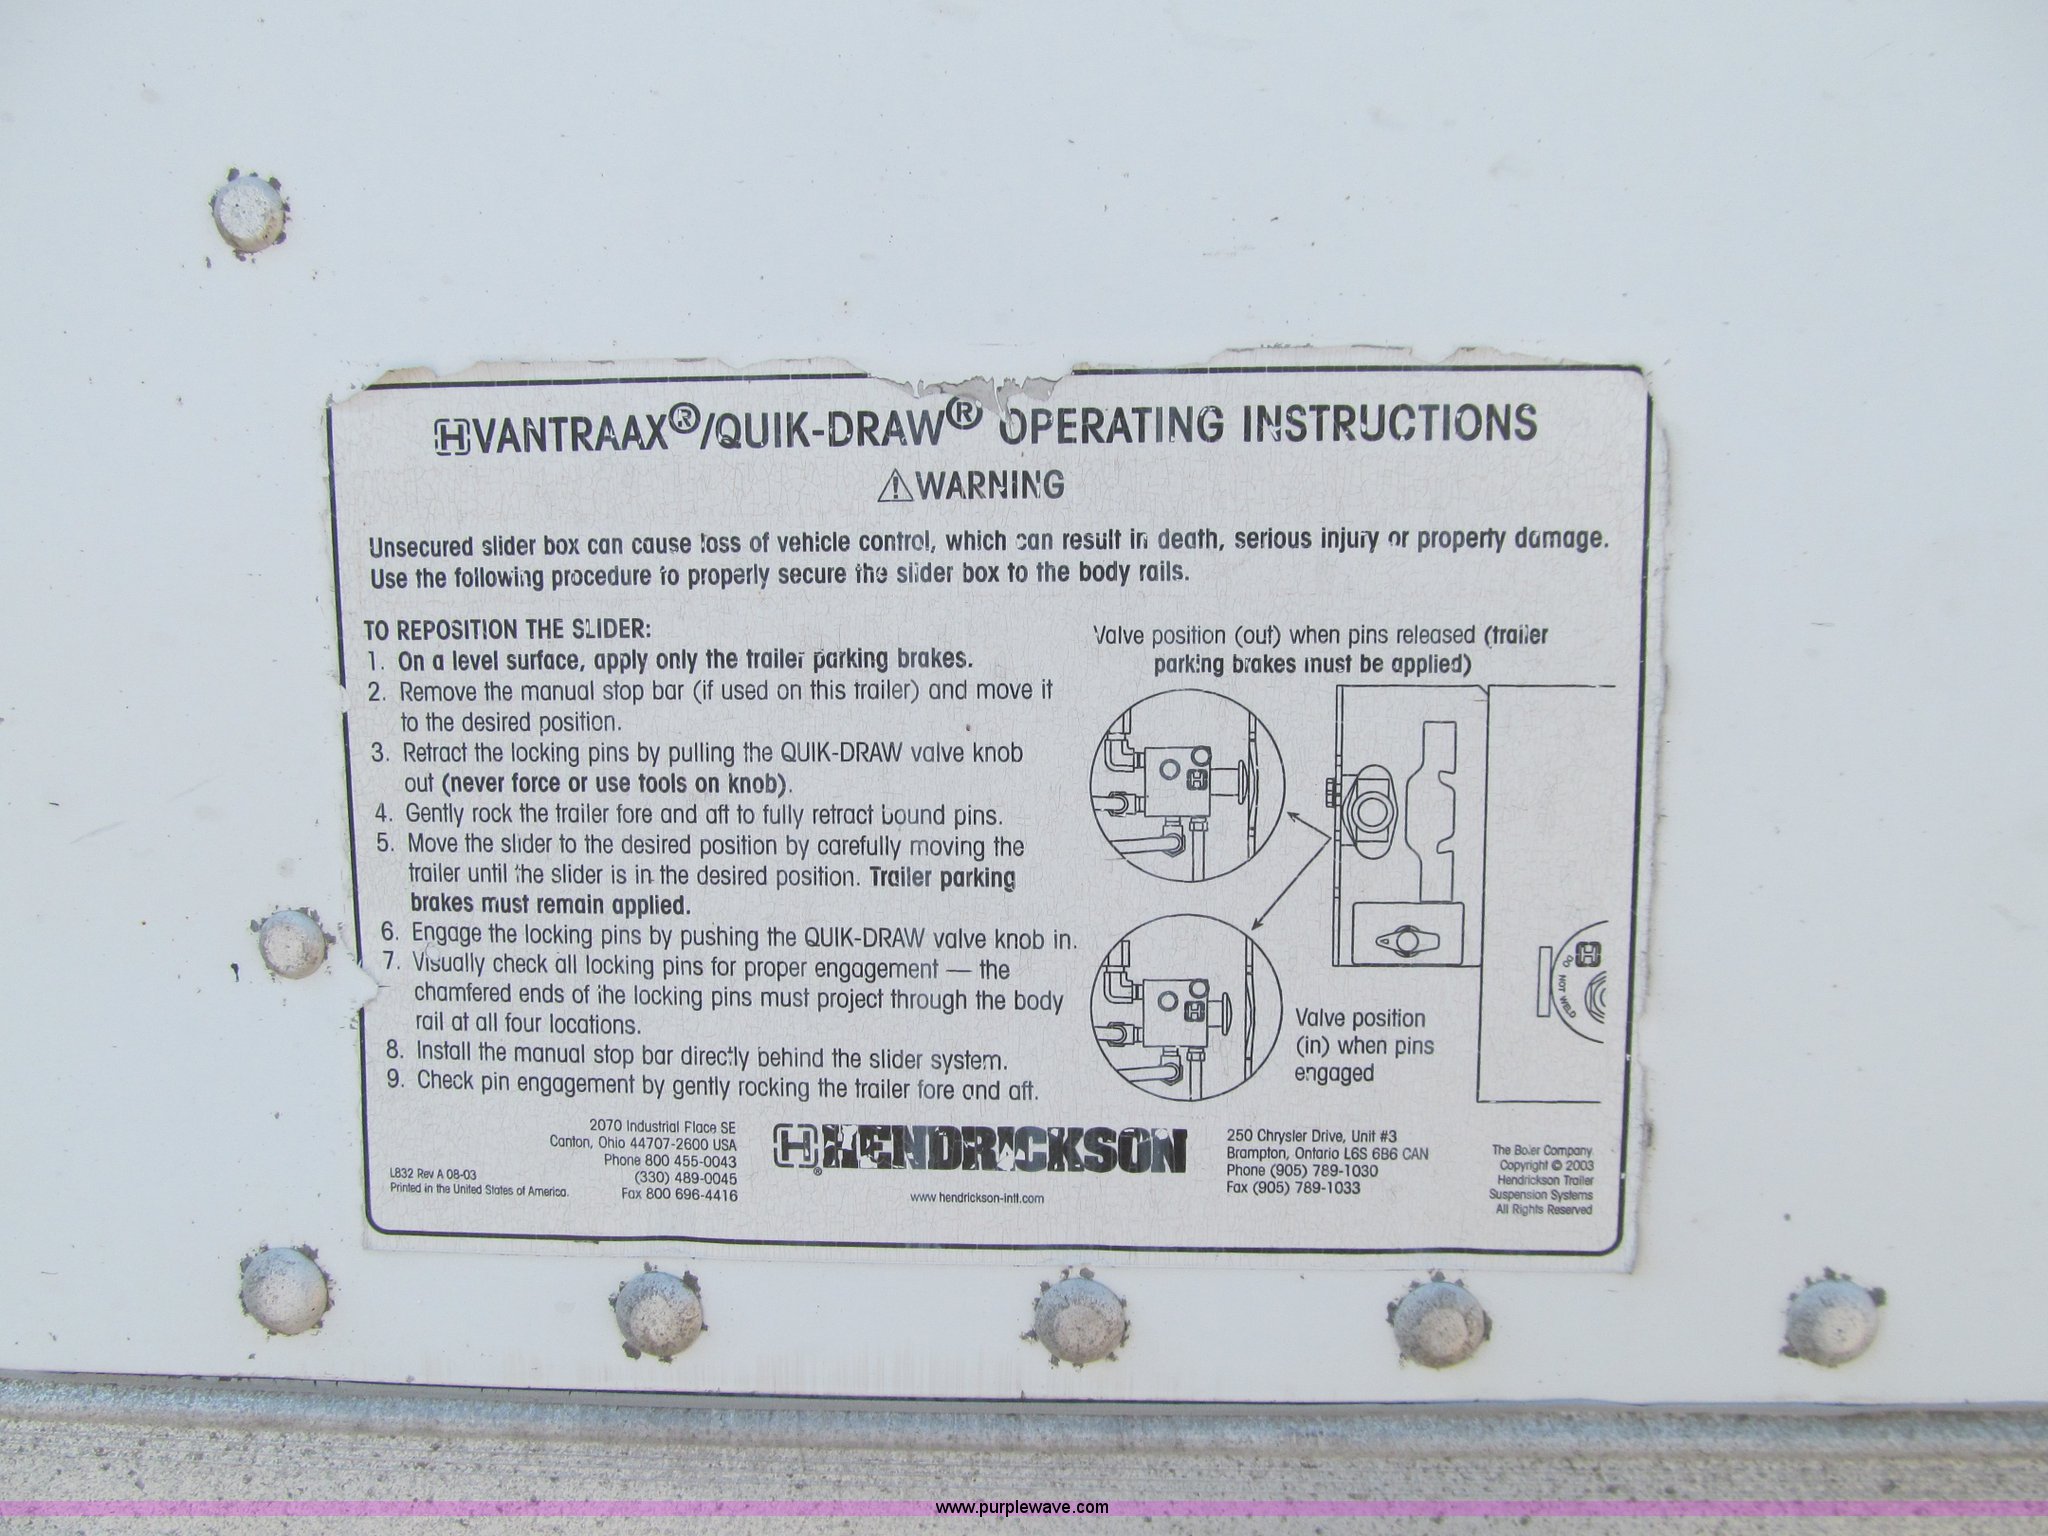 HVANTRAAX®/QUIK-DRAW® OPERATING INSTRUCTIONS
⚠WARNING
Unsecured slider box can cause loss of vehicle control, which can result in death, serious injury or property damage.
Use the following procedure to properly secure the slider box to the body rails.
TO REPOSITION THE SLIDER:
1. On a level surface, apply only the trailer parking brakes.
2. Remove the manual stop bar (if used on this trailer) and move it
to the desired position.
3. Retract the locking pins by pulling the QUIK-DRAW valve knob
out (never force or use tools on knob).
4. Gently rock the trailer fore and aft to fully retract bound pins.
5. Move the slider to the desired position by carefully moving the
trailer until the slider is in the desired position. Trailer parking
brakes must remain applied.
6. Engage the locking pins by pushing the QUIK-DRAW valve knob in.
7. Visually check all locking pins for proper engagement — the
chamfered ends of the locking pins must project through the body
rail at all four locations.
8. Install the manual stop bar directly behind the slider system.
9. Check pin engagement by gently rocking the trailer fore and aft.
Valve position (out) when pins released (trailer
parking brakes must be applied)
H
H
H
DO NOT WELD
Valve position
(in) when pins
engaged
L832 Rev A 08-03
Printed in the United States of America.
2070 Industrial Place SE
Canton, Ohio 44707-2600 USA
Phone 800 455-0043
(330) 489-0045
Fax 800 696-4416
H® HENDRICKSON
www.hendrickson-intl.com
250 Chrysler Drive, Unit #3
Brampton, Ontario L6S 6B6 CAN
Phone (905) 789-1030
Fax (905) 789-1033
The Boler Company
Copyright © 2003
Hendrickson Trailer
Suspension Systems
All Rights Reserved
www.purplewave.com